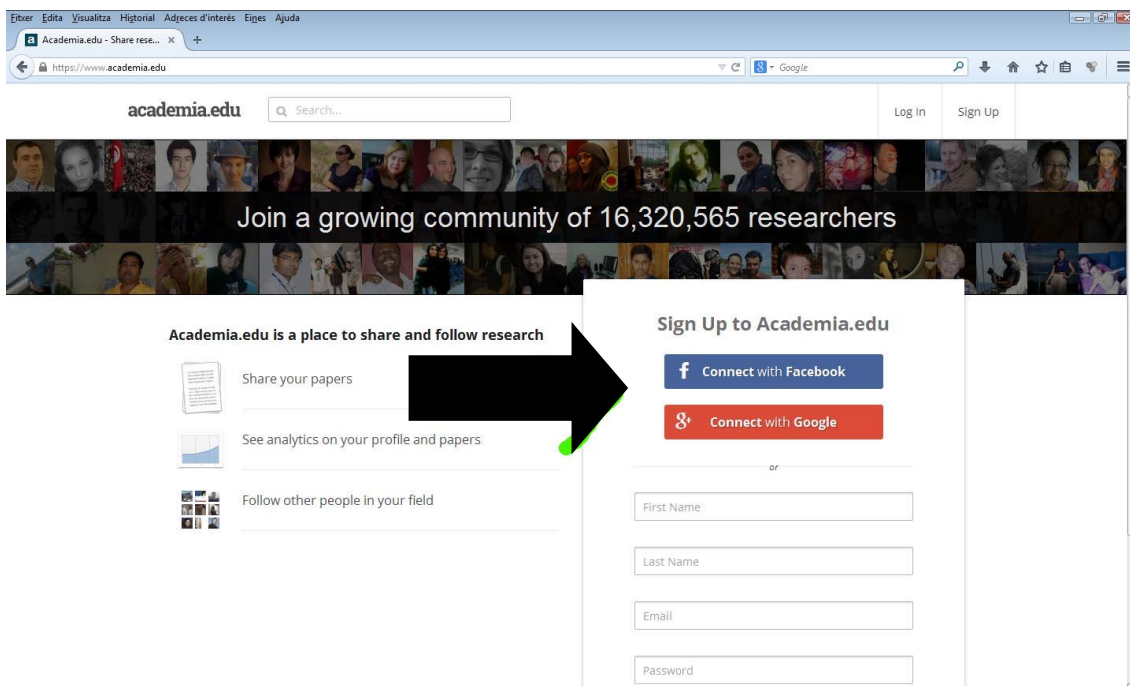 Fitxer Edita Visualitza Historial Adreces d'interès Eines Ajuda
a Academia.edu - Share rese... × +
https://www.academia.edu
8 Google
academia.edu
Search...
Log In Sign Up
Join a growing community of 16,320,565 researchers
Academia.edu is a place to share and follow research
Share your papers
See analytics on your profile and papers
Follow other people in your field
Sign Up to Academia.edu
f Connect with Facebook
8+ Connect with Google
or
First Name
Last Name
Email
Password